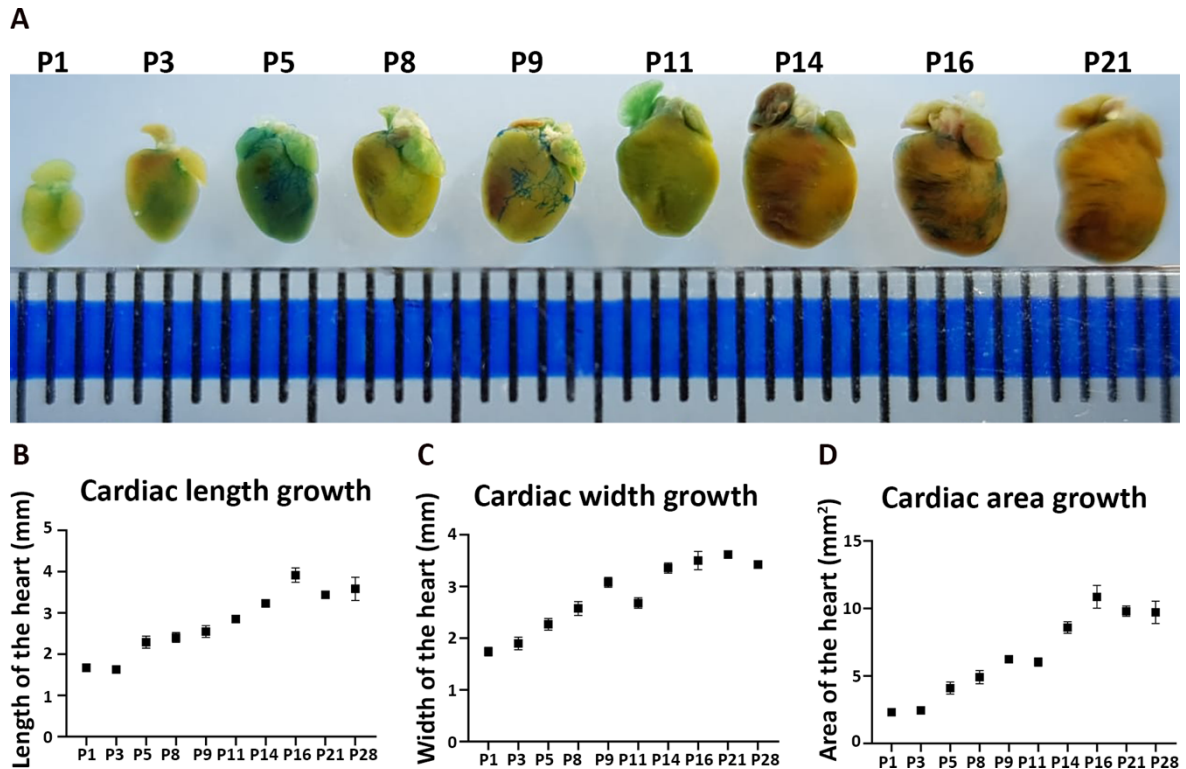 A
P1 P3 P5 P8 P9 P11 P14 P16 P21
B
Cardiac length growth
Length of the heart (mm)
5
4
3
2
1
0
P1 P3 P5 P8 P9 P11 P14 P16 P21 P28
C
Cardiac width growth
Width of the heart (mm)
4
3
2
1
0
P1 P3 P5 P8 P9 P11 P14 P16 P21 P28
D
Cardiac area growth
Area of the heart (mm²)
15
10
5
0
P1 P3 P5 P8 P9 P11 P14 P16 P21 P28